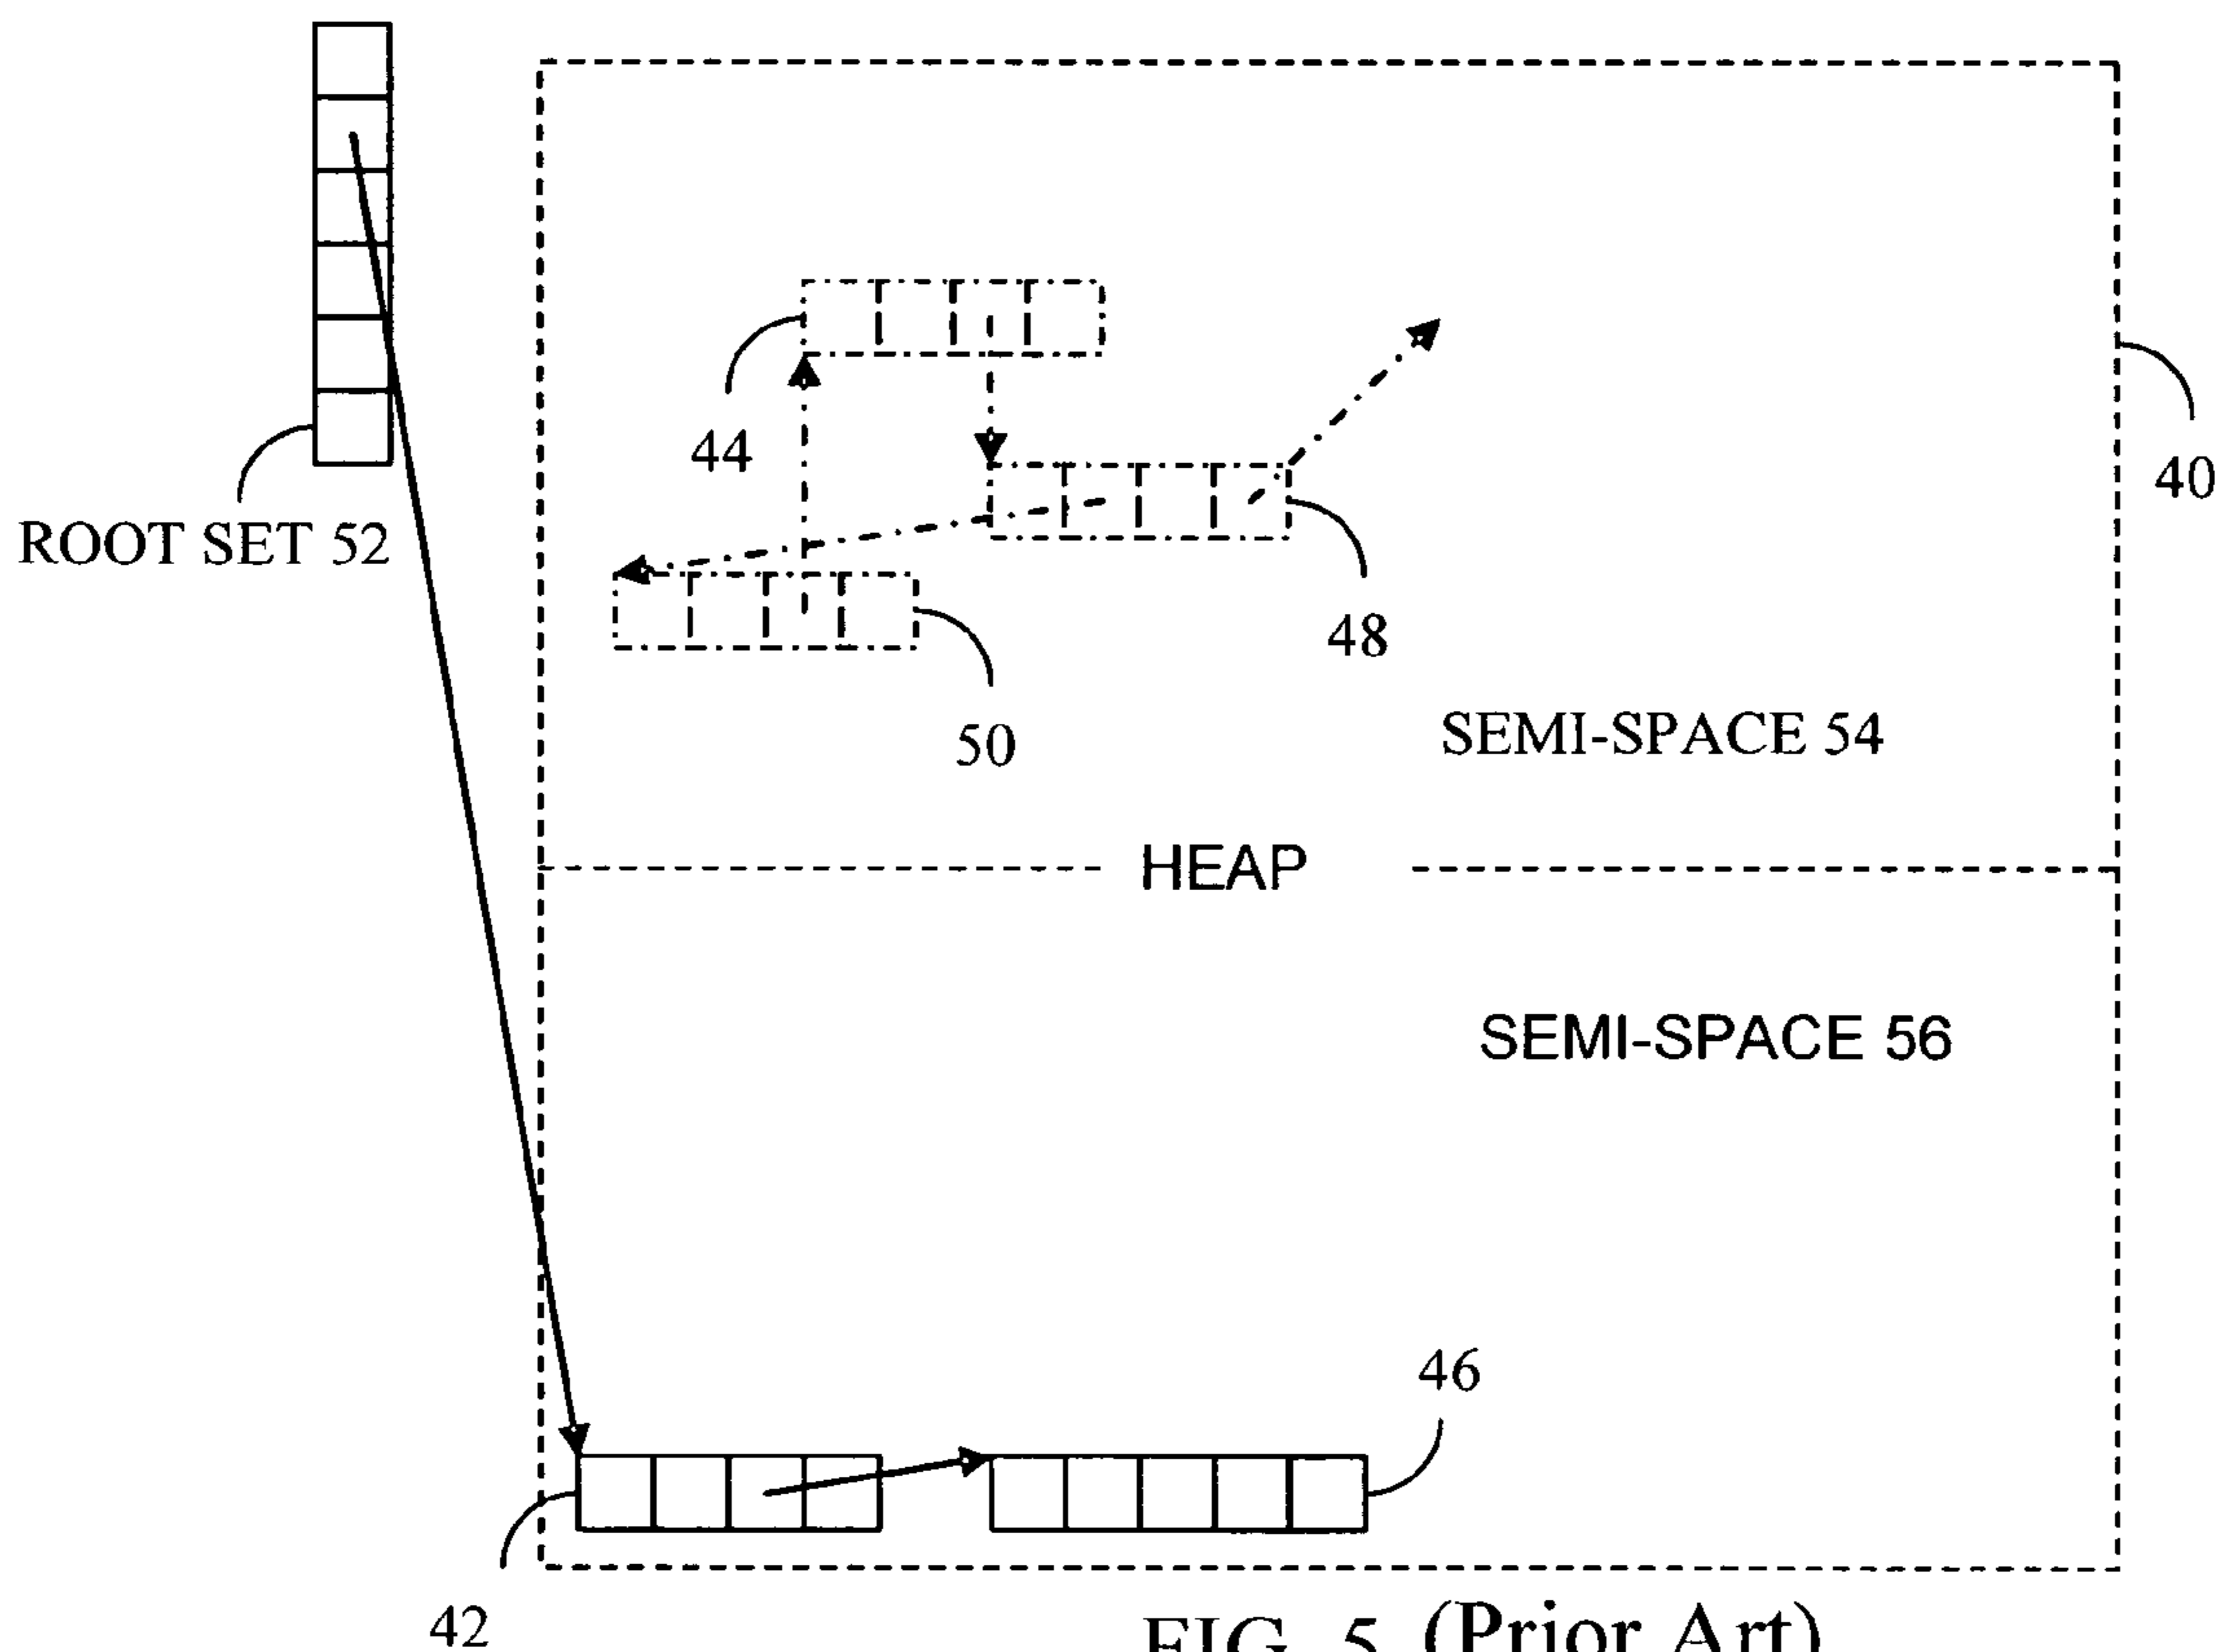 44
40
ROOT SET 52
48
50
SEMI-SPACE 54
HEAP
SEMI-SPACE 56
46
42
FIG. 5 (Prior Art)